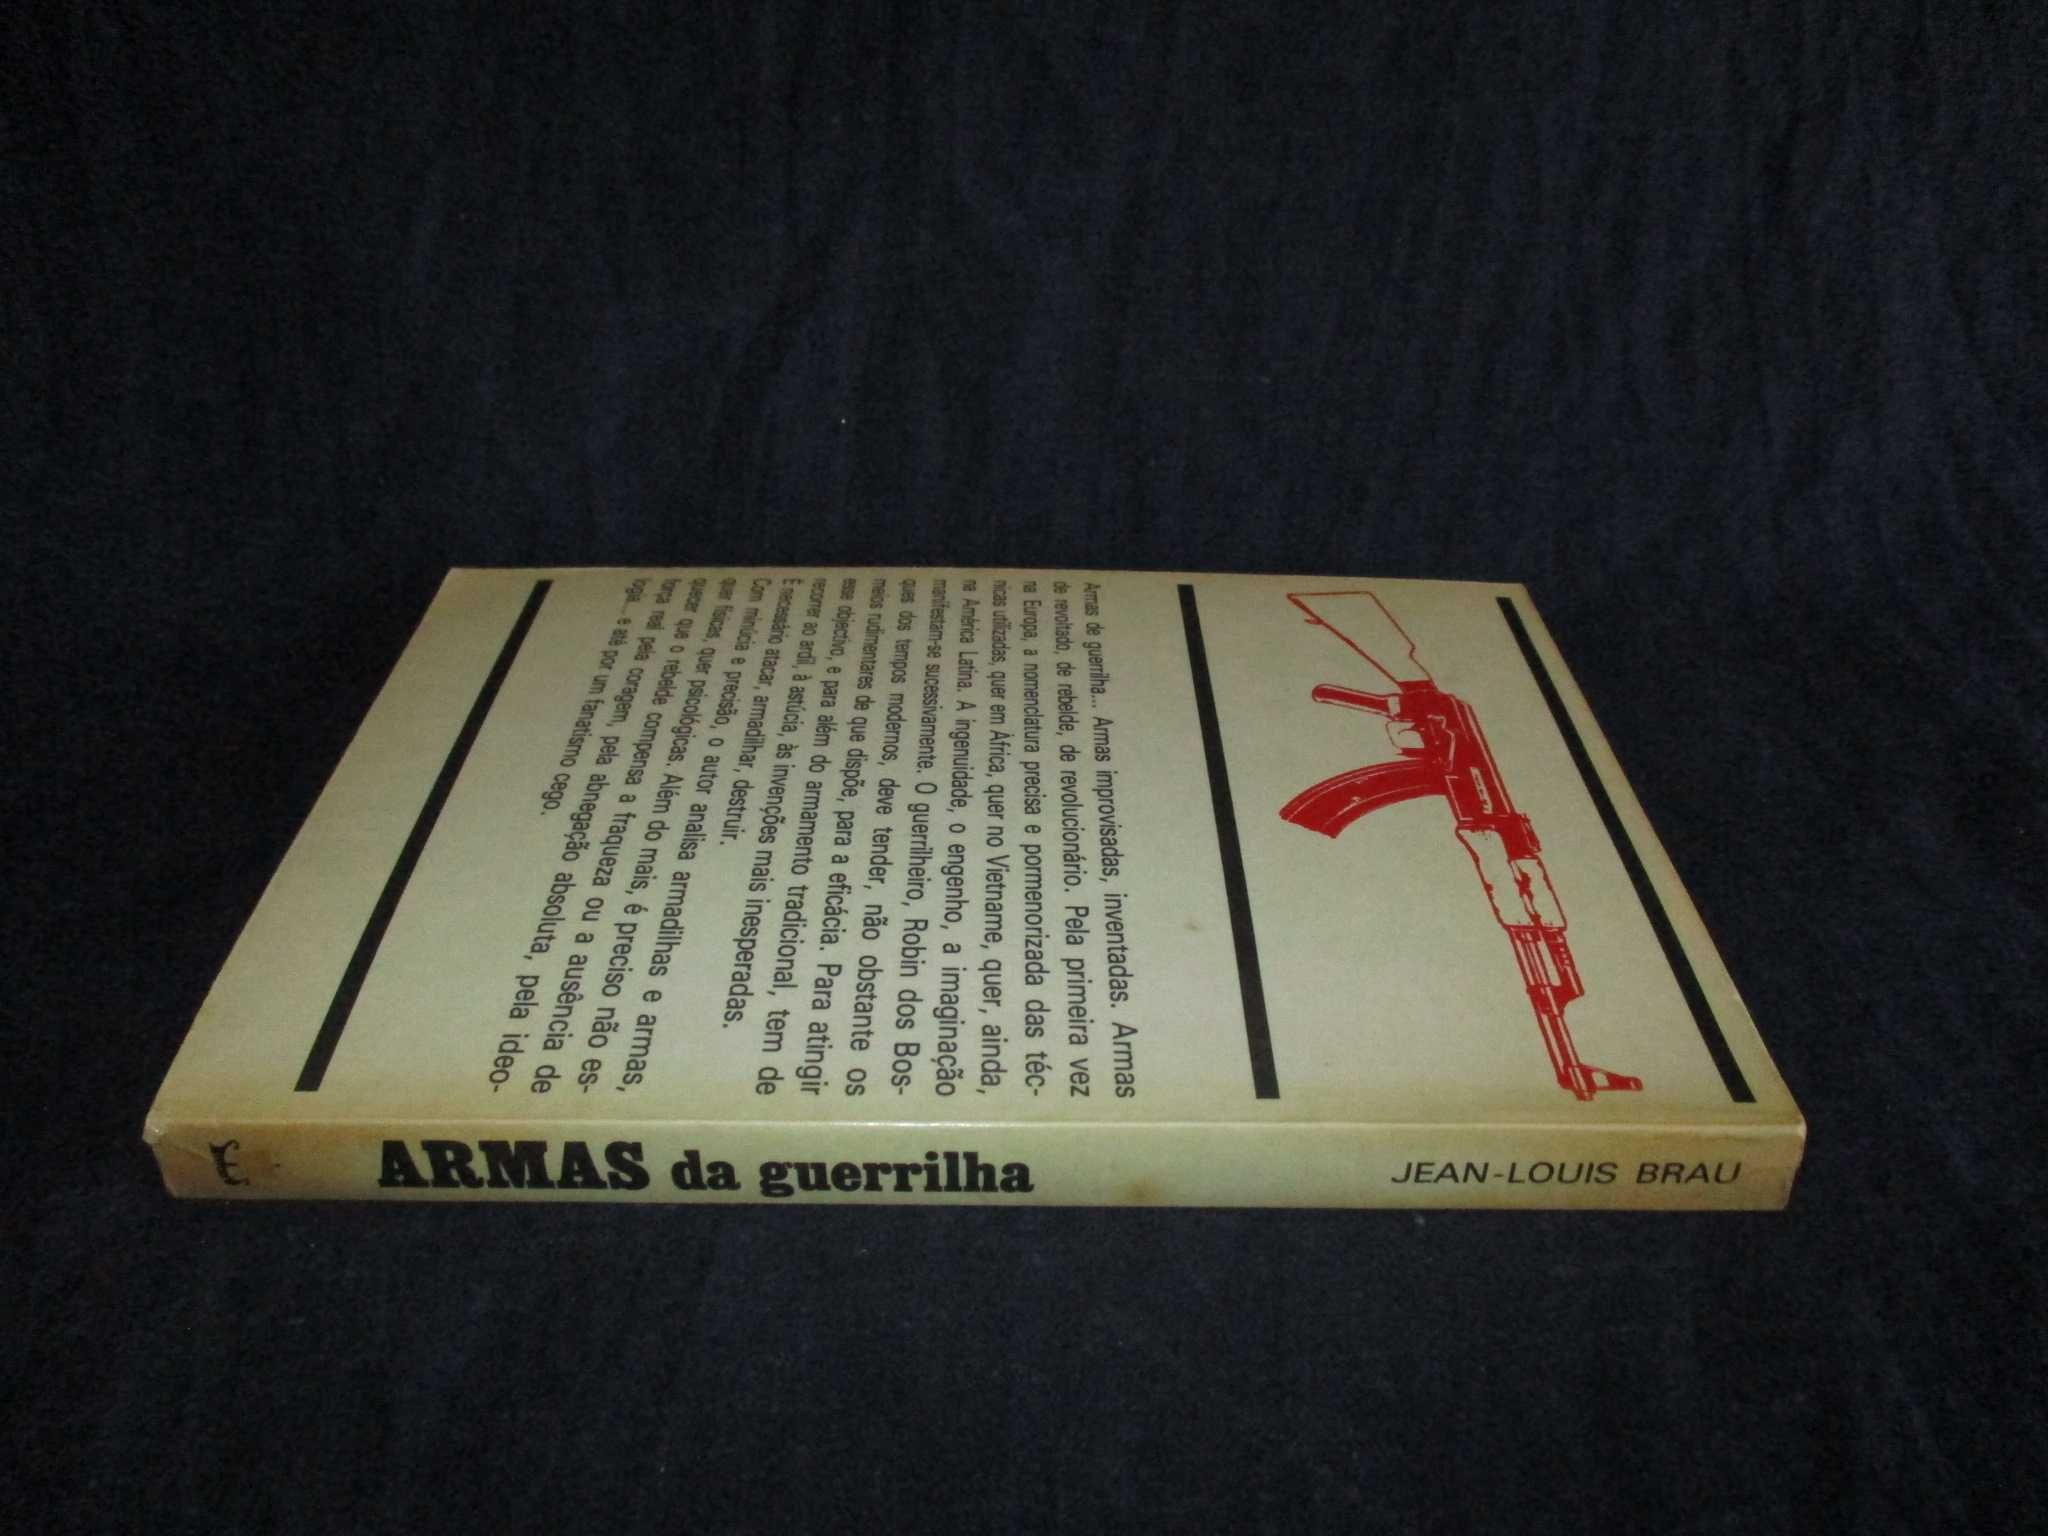 Armas de guerrilha... Armas improvisadas, inventadas. Armas
de revoltado, de rebelde, de revolucionário. Pela primeira vez
na Europa, a nomenclatura precisa e pormenorizada das téc-
nicas utilizadas, quer em África, quer no Vietname, quer, ainda,
na América Latina. A ingenuidade, o engenho, a imaginação
manifestam-se sucessivamente. O guerrilheiro, Robin dos Bos-
ques dos tempos modernos, deve tender, não obstante os
meios rudimentares de que dispõe, para a eficácia. Para atingir
esse objectivo, e para além do armamento tradicional, tem de
recorrer ao ardil, à astúcia, às invenções mais inesperadas.
É necessário atacar, armadilhar, destruir.
Com minúcia e precisão, o autor analisa armadilhas e armas,
quer físicas, quer psicológicas. Além do mais, é preciso não es-
quecer que o rebelde compensa a fraqueza ou a ausência de
força real pela coragem, pela abnegação absoluta, pela ideo-
logia... e até por um fanatismo cego.
ARMAS da guerrilha
JEAN-LOUIS BRAU